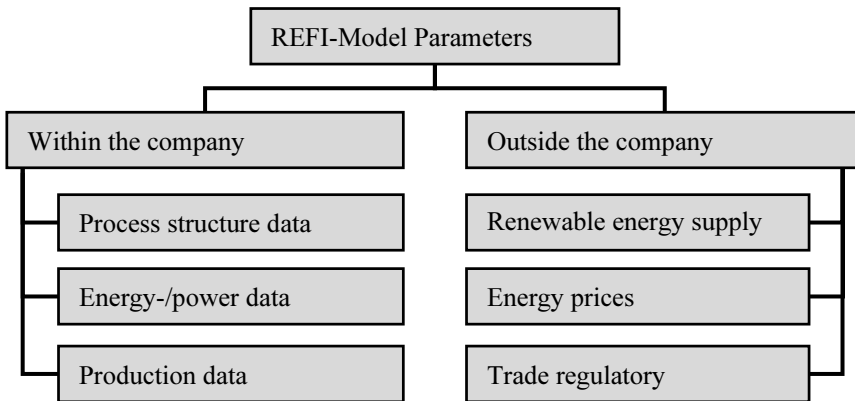 REFI-Model Parameters
Within the company
Process structure data
Energy-/power data
Production data
Outside the company
Renewable energy supply
Energy prices
Trade regulatory